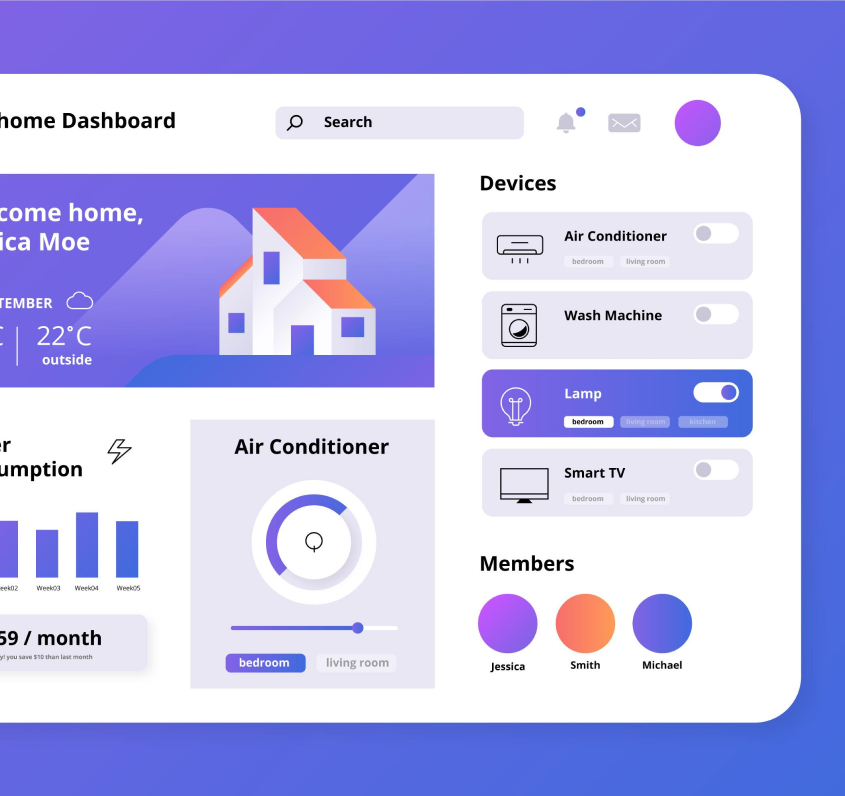 home Dashboard
Search
come home,
ica Moe
TEMBER
C
22°C
outside
Devices
Air Conditioner
bedroom living room
Wash Machine
Lamp
bedroom living room kitchen
Smart TV
bedroom living room
er
umption
eek02 Week03 Week04 Week05
59 / month
y! you save $10 than last month
Air Conditioner
bedroom living room
Members
Jessica Smith Michael